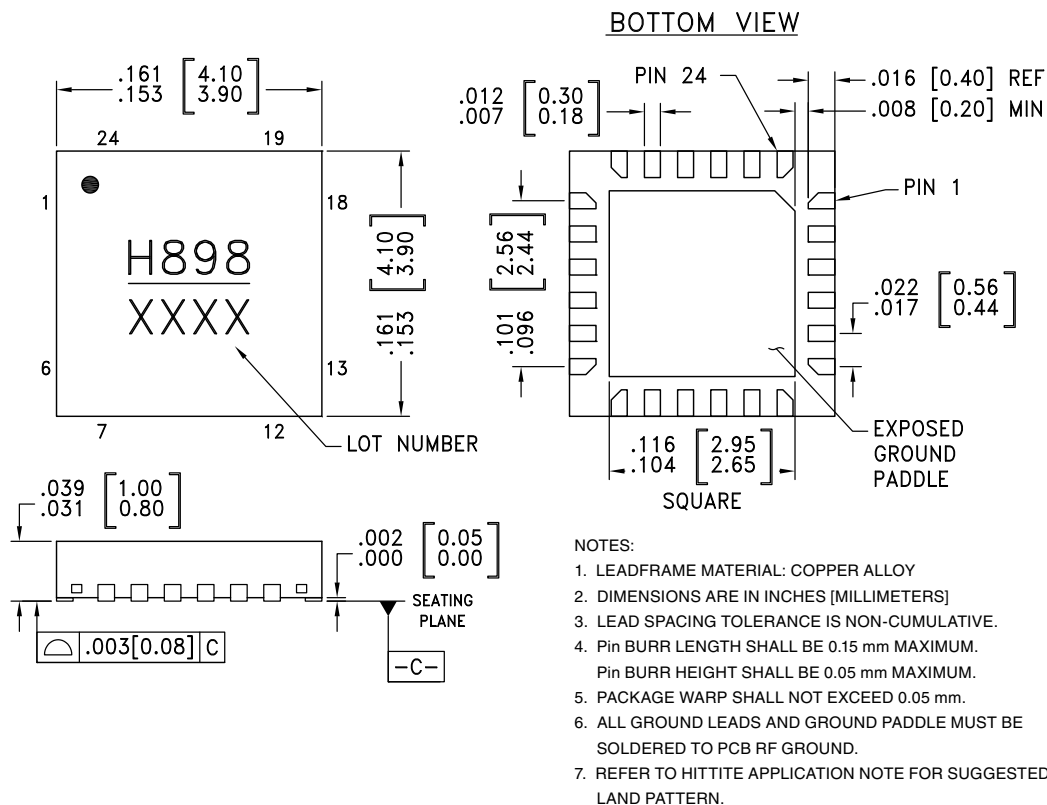 BOTTOM VIEW
.161 [4.10]
.153 [3.90]
24
19
1
18
H898
XXXX
6
13
7
12
LOT NUMBER
.161 [4.10]
.153 [3.90]
PIN 24
.016 [0.40] REF
.008 [0.20] MIN
.012 [0.30]
.007 [0.18]
PIN 1
.101 [2.56]
.096 [2.44]
.022 [0.56]
.017 [0.44]
EXPOSED
GROUND
PADDLE
.116 [2.95]
.104 [2.65]
SQUARE
.039 [1.00]
.031 [0.80]
.002 [0.05]
.000 [0.00]
SEATING
PLANE
.003[0.08] C
-C-
NOTES:
1. LEADFRAME MATERIAL: COPPER ALLOY
2. DIMENSIONS ARE IN INCHES [MILLIMETERS]
3. LEAD SPACING TOLERANCE IS NON-CUMULATIVE.
4. Pin BURR LENGTH SHALL BE 0.15 mm MAXIMUM.
Pin BURR HEIGHT SHALL BE 0.05 mm MAXIMUM.
5. PACKAGE WARP SHALL NOT EXCEED 0.05 mm.
6. ALL GROUND LEADS AND GROUND PADDLE MUST BE
SOLDERED TO PCB RF GROUND.
7. REFER TO HITTITE APPLICATION NOTE FOR SUGGESTED
LAND PATTERN.